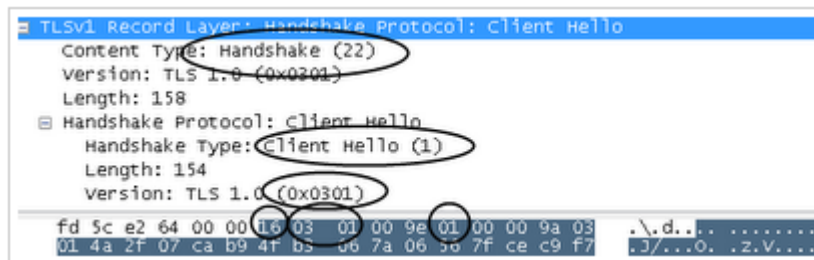 TLSv1 Record Layer: Handshake Protocol: Client Hello
Content Type: Handshake (22)
Version: TLS 1.0 (0x0301)
Length: 158
Handshake Protocol: Client Hello
Handshake Type: Client Hello (1)
Length: 154
Version: TLS 1.0 (0x0301)
fd 5c e2 64 00 00 16 03 01 00 9e 01 00 00 9a 03 .\.d.... ........
01 4a 2f 07 ca b9 4f b3 06 7a 06 56 7f ce c9 f7 .J/...O. .z.V....